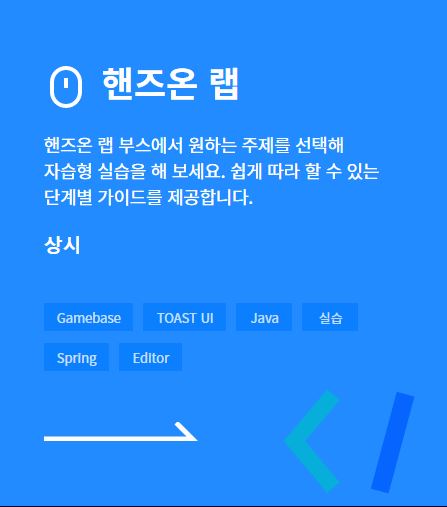 핸즈온 랩
핸즈온 랩 부스에서 원하는 주제를 선택해
자습형 실습을 해 보세요. 쉽게 따라 할 수 있는
단계별 가이드를 제공합니다.
상시
Gamebase TOAST UI Java 실습
Spring Editor